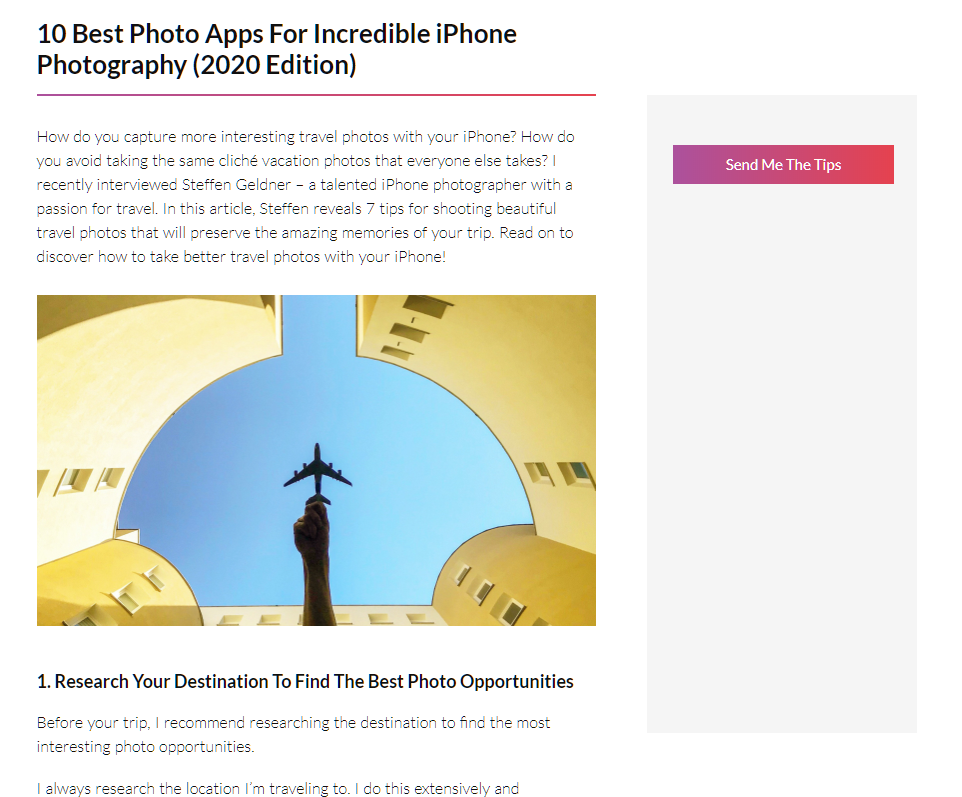 10 Best Photo Apps For Incredible iPhone
Photography (2020 Edition)
How do you capture more interesting travel photos with your iPhone? How do
you avoid taking the same cliché vacation photos that everyone else takes? I
recently interviewed Steffen Geldner – a talented iPhone photographer with a
passion for travel. In this article, Steffen reveals 7 tips for shooting beautiful
travel photos that will preserve the amazing memories of your trip. Read on to
discover how to take better travel photos with your iPhone!
Send Me The Tips
1. Research Your Destination To Find The Best Photo Opportunities
Before your trip, I recommend researching the destination to find the most
interesting photo opportunities.
I always research the location I’m traveling to. I do this extensively and